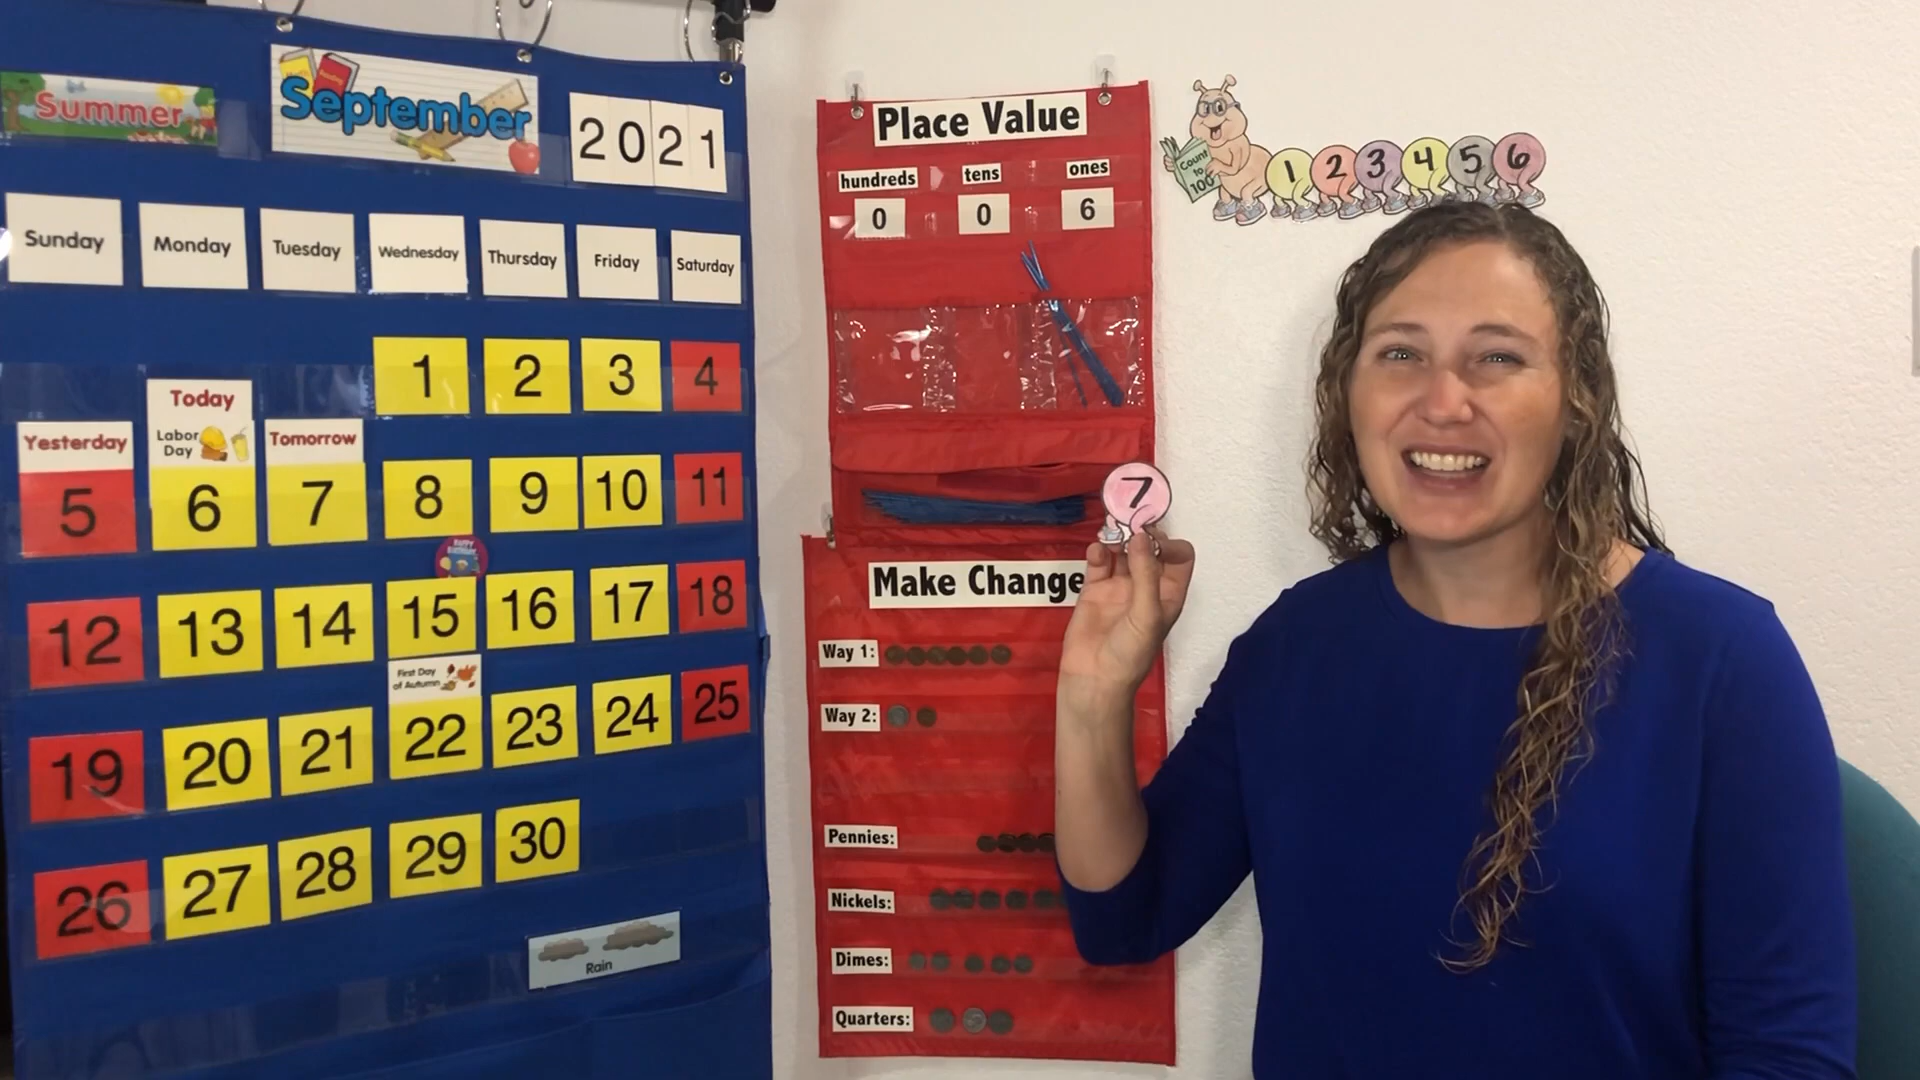 Summer
September
2021
Sunday Monday Tuesday Wednesday Thursday Friday Saturday
1 2 3 4
Today
Labor
Day
Yesterday
Tomorrow
5 6 7 8 9 10 11
12 13 14 15 16 17 18
First Day
of Autumn
19 20 21 22 23 24 25
26 27 28 29 30
Rain
Place Value
hundreds tens ones
0 0 6
Make Change
Way 1:
Way 2:
Pennies:
Nickels:
Dimes:
Quarters:
Count
to
100
1 2 3 4 5 6
7